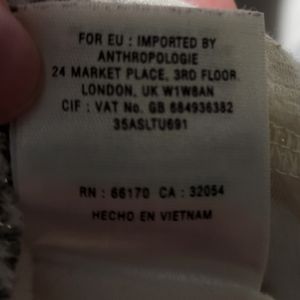 FOR EU : IMPORTED BY
ANTHROPOLOGIE
24 MARKET PLACE, 3RD FLOOR
LONDON, UK W1W8AN
CIF : VAT No. GB 684936382
35ASLTU691
RN : 66170 CA : 32054
HECHO EN VIETNAM